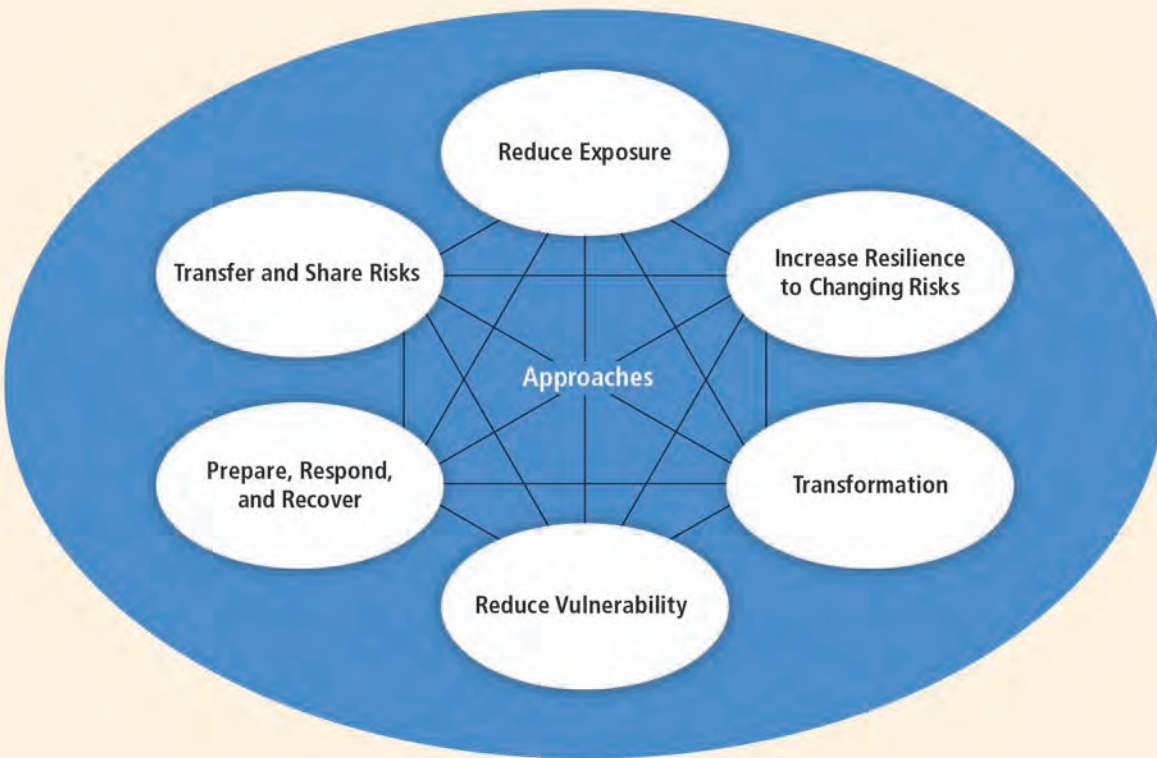 Reduce Exposure
Transfer and Share Risks
Increase Resilience
to Changing Risks
Approaches
Prepare, Respond,
and Recover
Transformation
Reduce Vulnerability